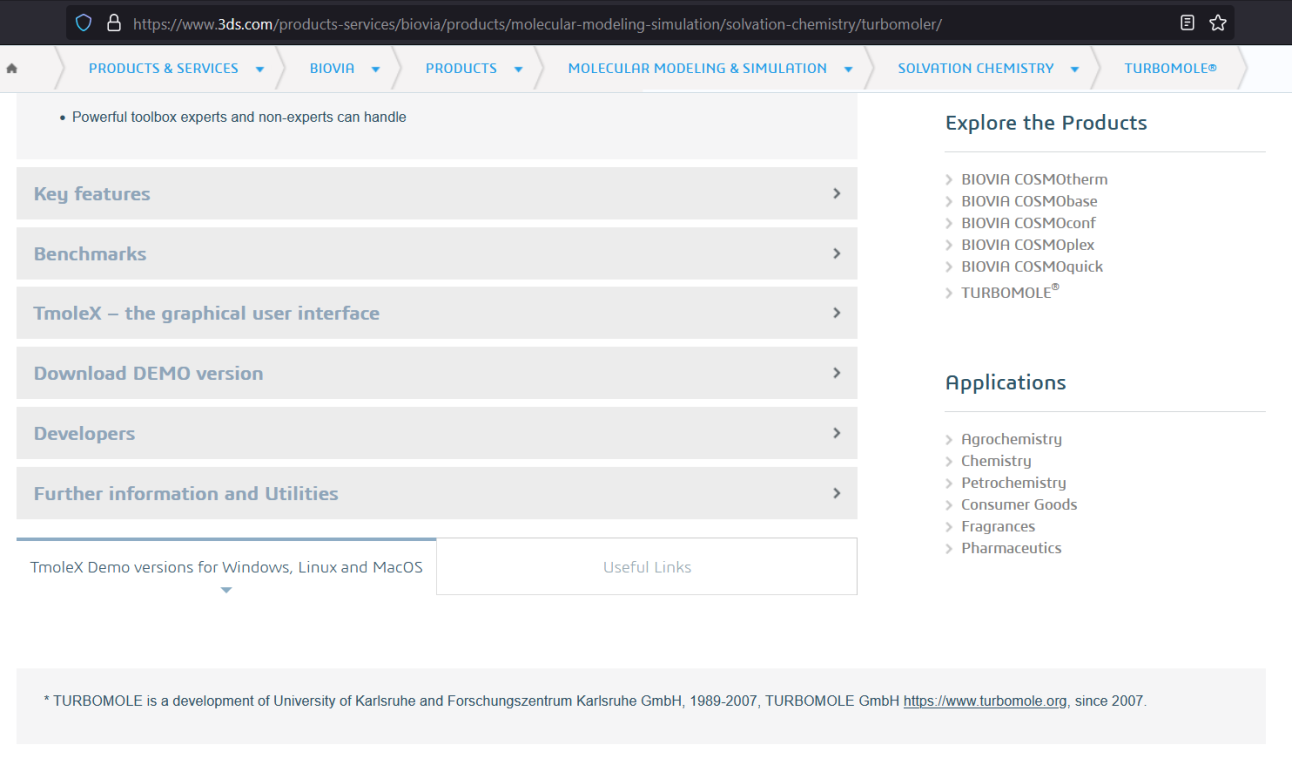 https://www.3ds.com/products-services/biovia/products/molecular-modeling-simulation/solvation-chemistry/turbomoler/
PRODUCTS & SERVICES
BIOVIA
PRODUCTS
MOLECULAR MODELING & SIMULATION
SOLVATION CHEMISTRY
TURBOMOLE®
• Powerful toolbox experts and non-experts can handle
Key features
Benchmarks
TmoleX – the graphical user interface
Download DEMO version
Developers
Further information and Utilities
TmoleX Demo versions for Windows, Linux and MacOS
Useful Links
Explore the Products
BIOVIA COSMOtherm
BIOVIA COSMObase
BIOVIA COSMOconf
BIOVIA COSMOplex
BIOVIA COSMOquick
TURBOMOLE®
Applications
Agrochemistry
Chemistry
Petrochemistry
Consumer Goods
Fragrances
Pharmaceutics
* TURBOMOLE is a development of University of Karlsruhe and Forschungszentrum Karlsruhe GmbH, 1989-2007, TURBOMOLE GmbH https://www.turbomole.org, since 2007.